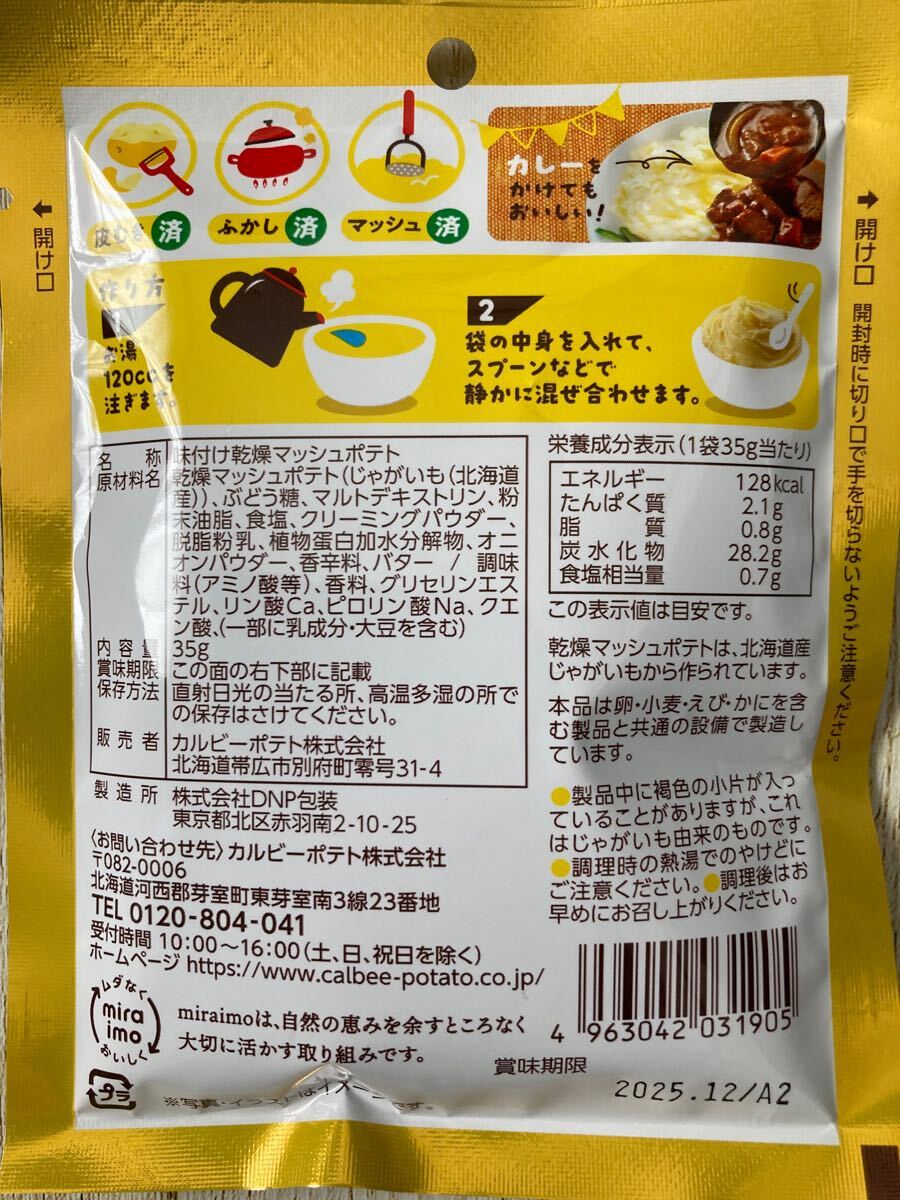 皮むき 済
ふかし 済
マッシュ 済
カレーを
かけても
おいしい!
開け口
開け口 開封時に切り口で手を切らないようご注意ください。
作り方
1
お湯
120ccを
注ぎます。
2
袋の中身を入れて、
スプーンなどで
静かに混ぜ合わせます。
名称 味付け乾燥マッシュポテト
原材料名 乾燥マッシュポテト(じゃがいも(北海道
産))、ぶどう糖、マルトデキストリン、粉
末油脂、食塩、クリーミングパウダー、
脱脂粉乳、植物蛋白加水分解物、オニ
オンパウダー、香辛料、バター / 調味
料(アミノ酸等)、香料、グリセリンエス
テル、リン酸Ca、ピロリン酸Na、クエ
ン酸、(一部に乳成分・大豆を含む)
内容量 35g
賞味期限 この面の右下部に記載
保存方法 直射日光の当たる所、高温多湿の所で
の保存はさけてください。
販売者 カルビーポテト株式会社
北海道帯広市別府町零号31-4
製造所 株式会社DNP包装
東京都北区赤羽南2-10-25
〈お問い合わせ先〉カルビーポテト株式会社
〒082-0006
北海道河西郡芽室町東芽室南3線23番地
TEL 0120-804-041
受付時間 10:00〜16:00(土、日、祝日を除く)
ホームページ https://www.calbee-potato.co.jp/
栄養成分表示(1袋35g当たり)
エネルギー 128kcal
たんぱく質 2.1g
脂質 0.8g
炭水化物 28.2g
食塩相当量 0.7g
この表示値は目安です。
乾燥マッシュポテトは、北海道産
じゃがいもから作られています。
本品は卵・小麦・えび・かにを含
む製品と共通の設備で製造し
ています。
●製品中に褐色の小片が入っ
ていることがありますが、これ
はじゃがいも由来のものです。
●調理時の熱湯でのやけどに
ご注意ください。●調理後はお
早めにお召し上がりください。
4 963042 031905
ムダなく
mira
imo
おいしく
miraimoは、自然の恵みを余すところなく
大切に活かす取り組みです。
賞味期限
2025.12/A2
プラ
※写真・イラストはイメージです。